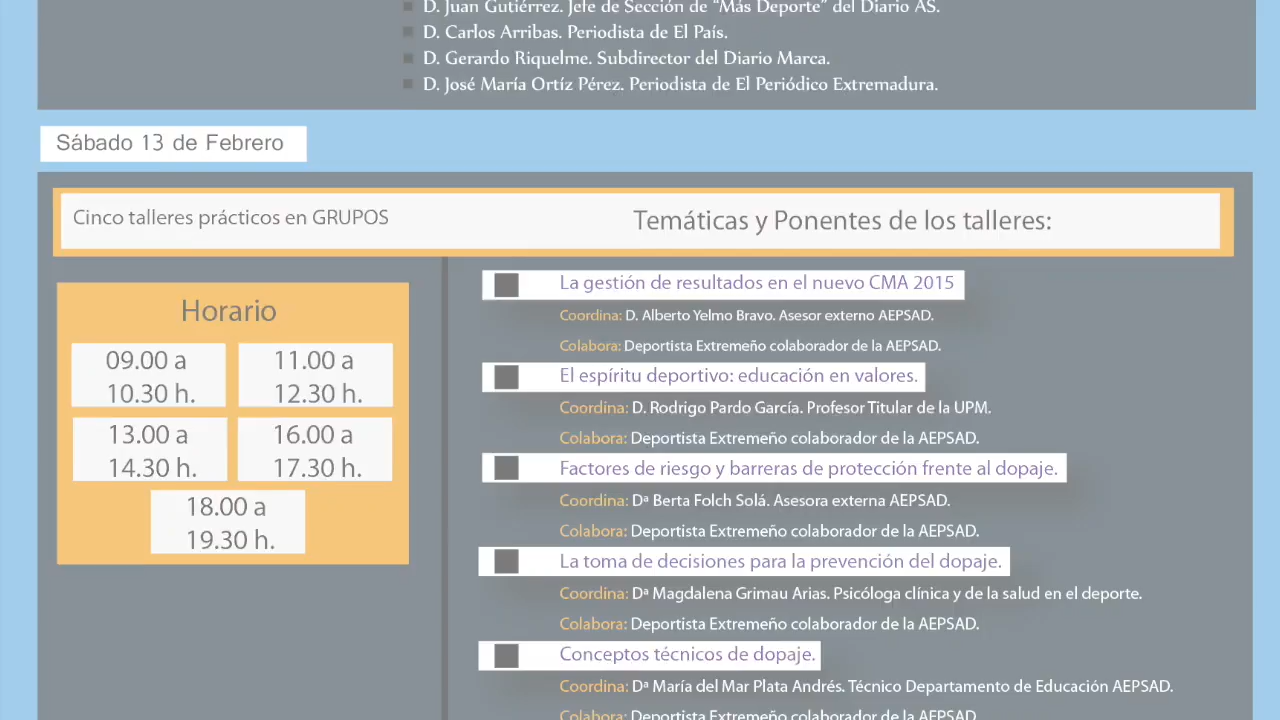 D. Juan Gutiérrez. Jefe de Sección de "Más Deporte" del Diario AS.
D. Carlos Arribas. Periodista de El País.
D. Gerardo Riquelme. Subdirector del Diario Marca.
D. José María Ortíz Pérez. Periodista de El Periódico Extremadura.
Sábado 13 de Febrero
Cinco talleres prácticos en GRUPOS
Temáticas y Ponentes de los talleres:
Horario
09.00 a
10.30 h.
11.00 a
12.30 h.
13.00 a
14.30 h.
16.00 a
17.30 h.
18.00 a
19.30 h.
La gestión de resultados en el nuevo CMA 2015
Coordina: D. Alberto Yelmo Bravo. Asesor externo AEPSAD.
Colabora: Deportista Extremeño colaborador de la AEPSAD.
El espíritu deportivo: educación en valores.
Coordina: D. Rodrigo Pardo García. Profesor Titular de la UPM.
Colabora: Deportista Extremeño colaborador de la AEPSAD.
Factores de riesgo y barreras de protección frente al dopaje.
Coordina: Dª Berta Folch Solá. Asesora externa AEPSAD.
Colabora: Deportista Extremeño colaborador de la AEPSAD.
La toma de decisiones para la prevención del dopaje.
Coordina: Dª Magdalena Grimau Arias. Psicóloga clínica y de la salud en el deporte.
Colabora: Deportista Extremeño colaborador de la AEPSAD.
Conceptos técnicos de dopaje.
Coordina: Dª María del Mar Plata Andrés. Técnico Departamento de Educación AEPSAD.
Colabora: Deportista Extremeño colaborador de la AEPSAD.